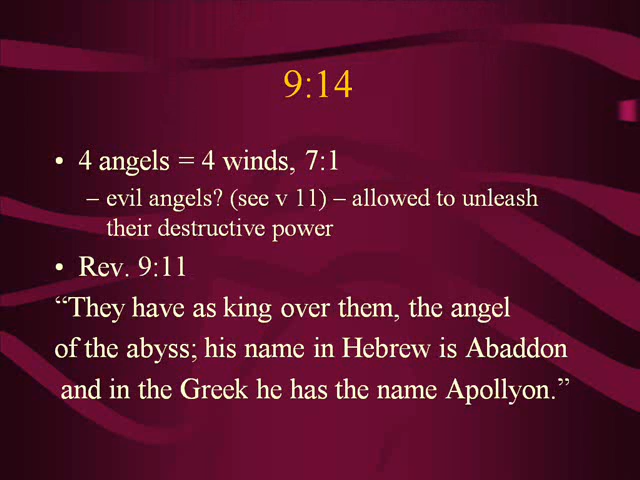 9:14
• 4 angels = 4 winds, 7:1
– evil angels? (see v 11) – allowed to unleash
their destructive power
• Rev. 9:11
“They have as king over them, the angel
of the abyss; his name in Hebrew is Abaddon
and in the Greek he has the name Apollyon.”